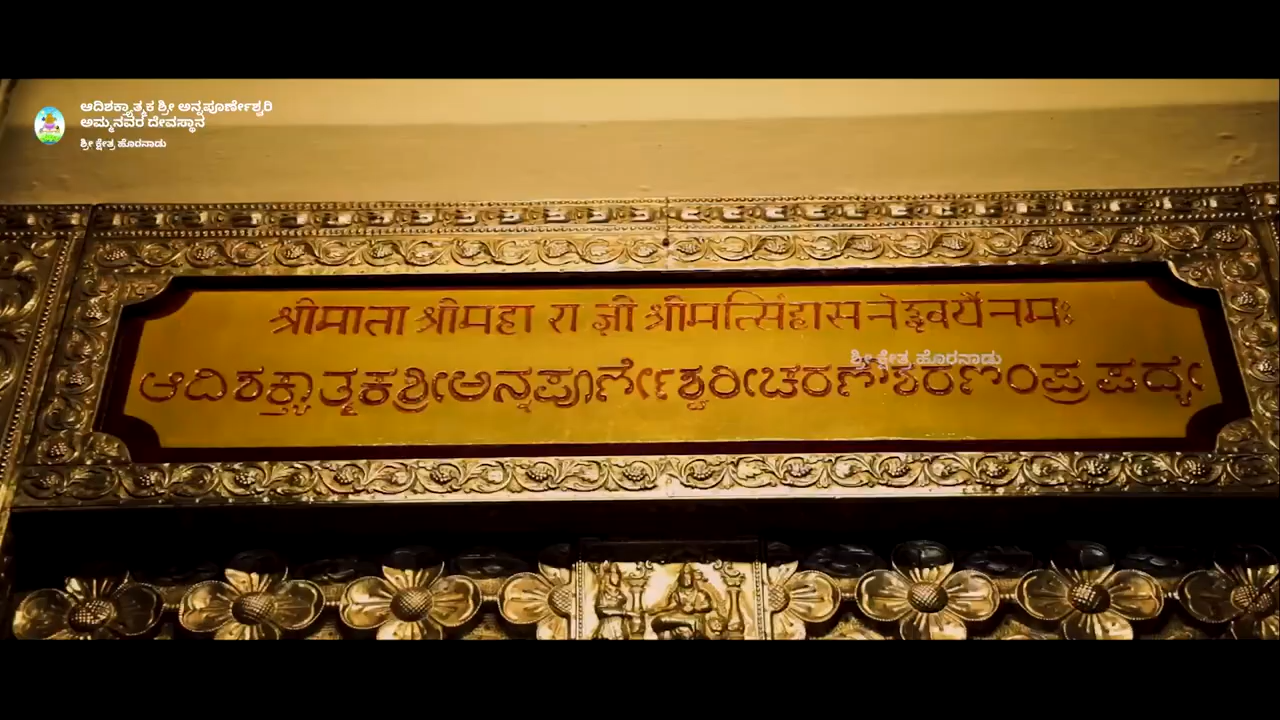 ಆದಿಶಕ್ತ್ಯಾತ್ಮಕ ಶ್ರೀ ಅನ್ನಪೂರ್ಣೇಶ್ವರಿ
ಅಮ್ಮನವರ ದೇವಸ್ಥಾನ
ಶ್ರೀ ಕ್ಷೇತ್ರ ಹೊರನಾಡು
श्रीमाता श्रीमहा रा ज्ञी श्रीमत्सिंहास नेश्वर्यै नमः
ಶ್ರೀ ಕ್ಷೇತ್ರ ಹೊರನಾಡು
ಆದಿಶಕ್ತ್ಯಾತ್ಮಕಶ್ರೀಅನ್ನಪೂರ್ಣೇಶ್ವರೀಚರಣೌಶರಣಂಪ್ರಪದ್ಯೇ